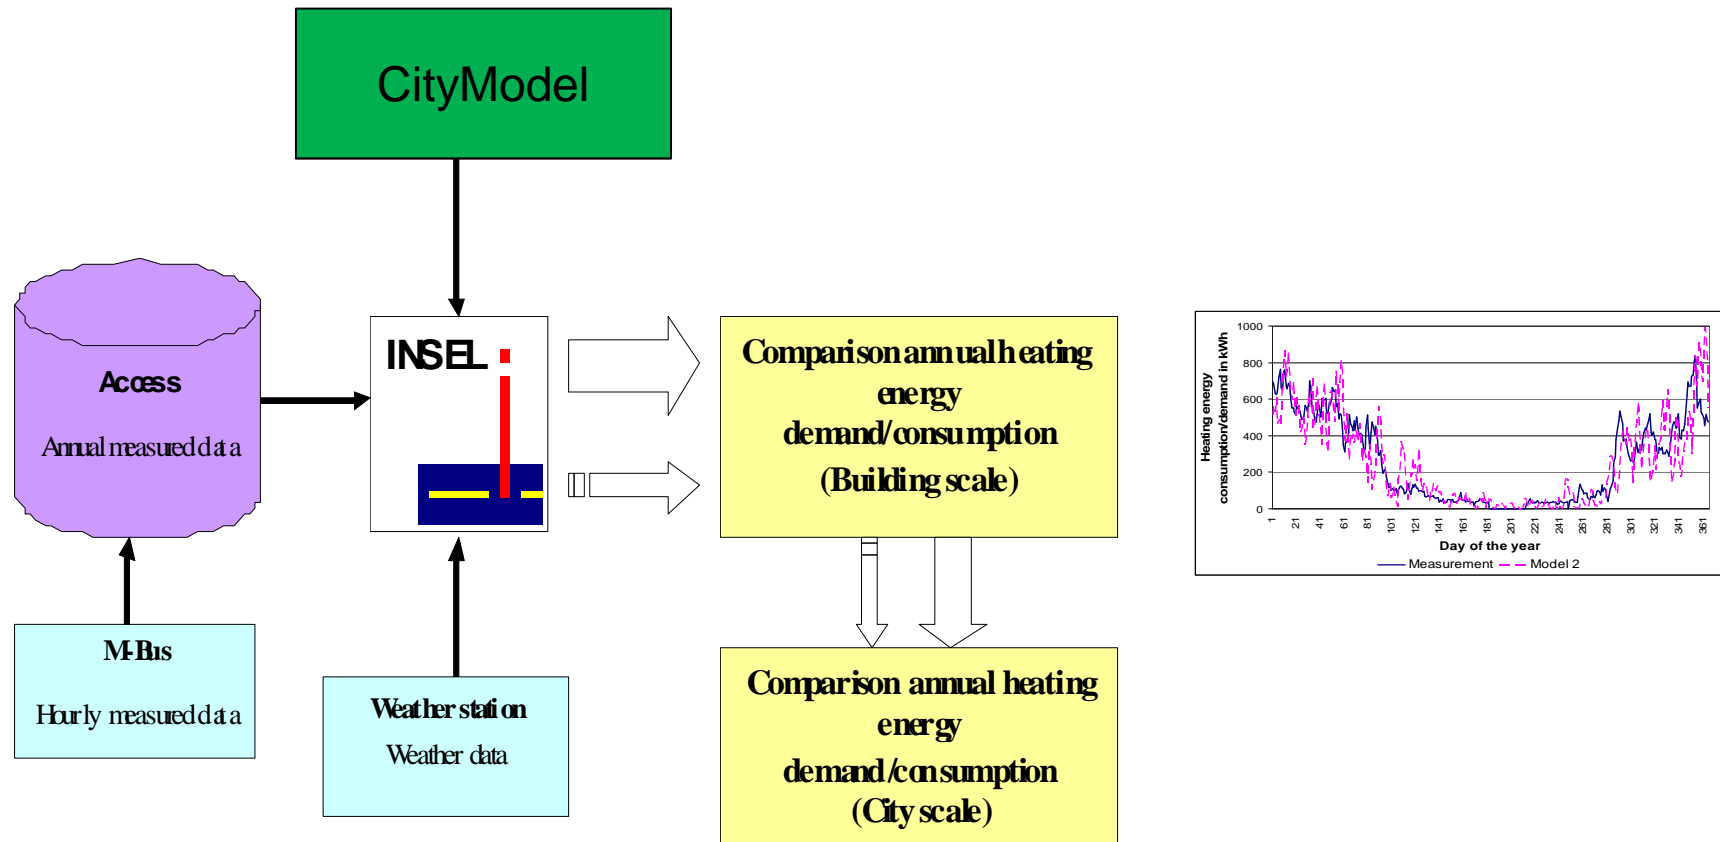 CityModel
INSEL
Access
Annual measured data
M-Bus
Hourly measured data
Weather station
Weather data
Comparison annual heating
energy
demand/consumption
(Building scale)
Comparison annual heating
energy
demand/consumption
(City scale)
Heating energy
consumption/demand in kWh
1000
800
600
400
200
0
1 21 41 61 81 101 121 141 161 181 201 221 241 261 281 301 321 341 361
Day of the year
Measurement Model 2